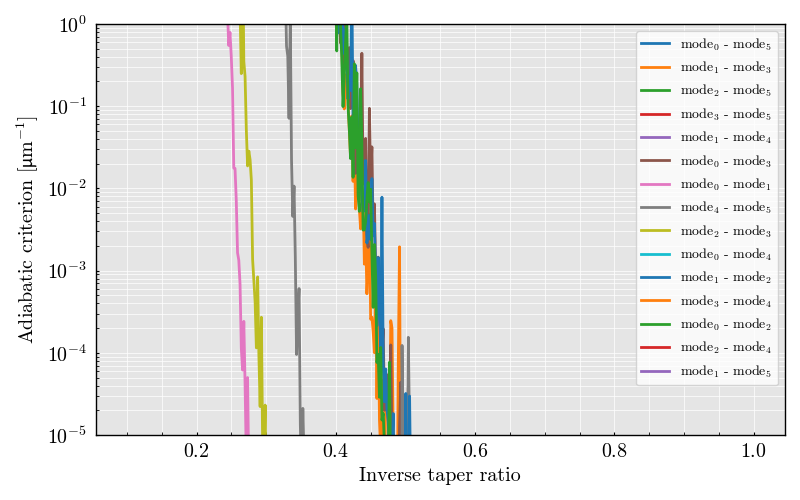 10⁰
10⁻¹
10⁻²
10⁻³
10⁻⁴
10⁻⁵
Adiabatic criterion [µm⁻¹]
mode₀ - mode₅
mode₁ - mode₃
mode₂ - mode₅
mode₃ - mode₅
mode₁ - mode₄
mode₀ - mode₃
mode₀ - mode₁
mode₄ - mode₅
mode₂ - mode₃
mode₀ - mode₄
mode₁ - mode₂
mode₃ - mode₄
mode₀ - mode₂
mode₂ - mode₄
mode₁ - mode₅
0.2 0.4 0.6 0.8 1.0
Inverse taper ratio